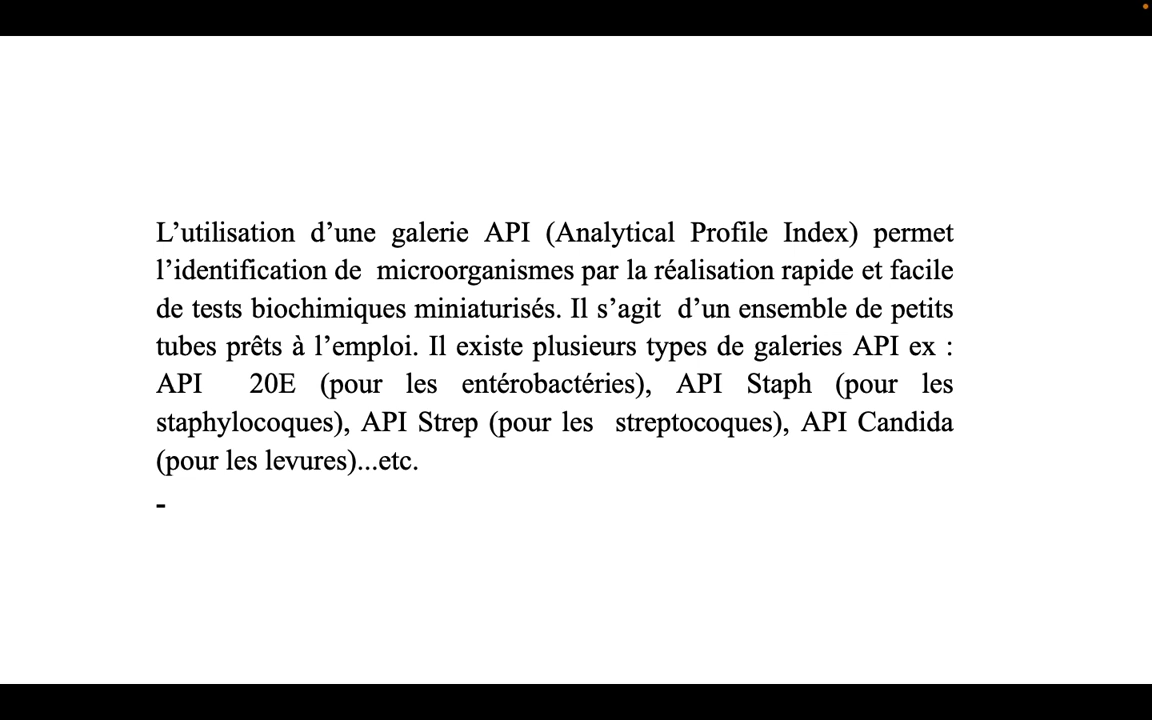 L’utilisation d’une galerie API (Analytical Profile Index) permet
l’identification de microorganismes par la réalisation rapide et facile
de tests biochimiques miniaturisés. Il s’agit d’un ensemble de petits
tubes prêts à l’emploi. Il existe plusieurs types de galeries API ex :
API 20E (pour les entérobactéries), API Staph (pour les
staphylocoques), API Strep (pour les streptocoques), API Candida
(pour les levures)...etc.
-